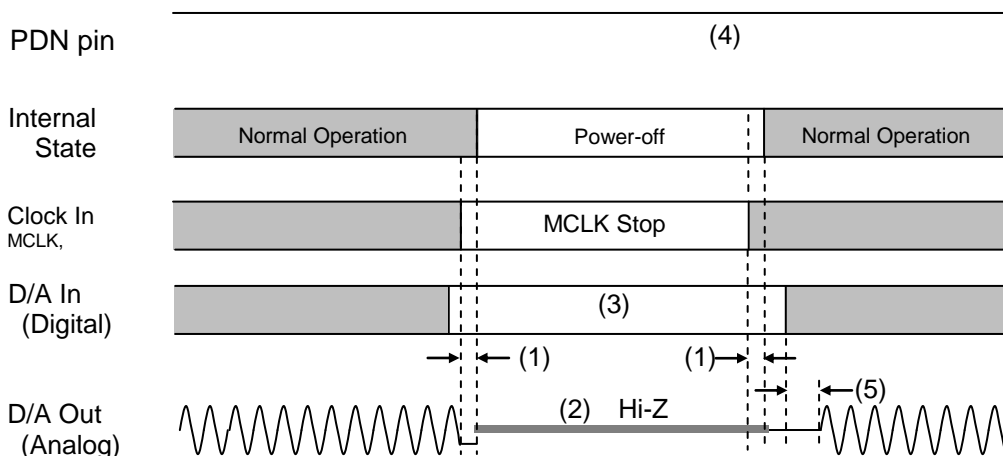 PDN pin
(4)
Internal
State
Normal Operation
Power-off
Normal Operation
Clock In
MCLK,
MCLK Stop
D/A In
(Digital)
(3)
(1)
(1)
(5)
D/A Out
(Analog)
(2)
Hi-Z